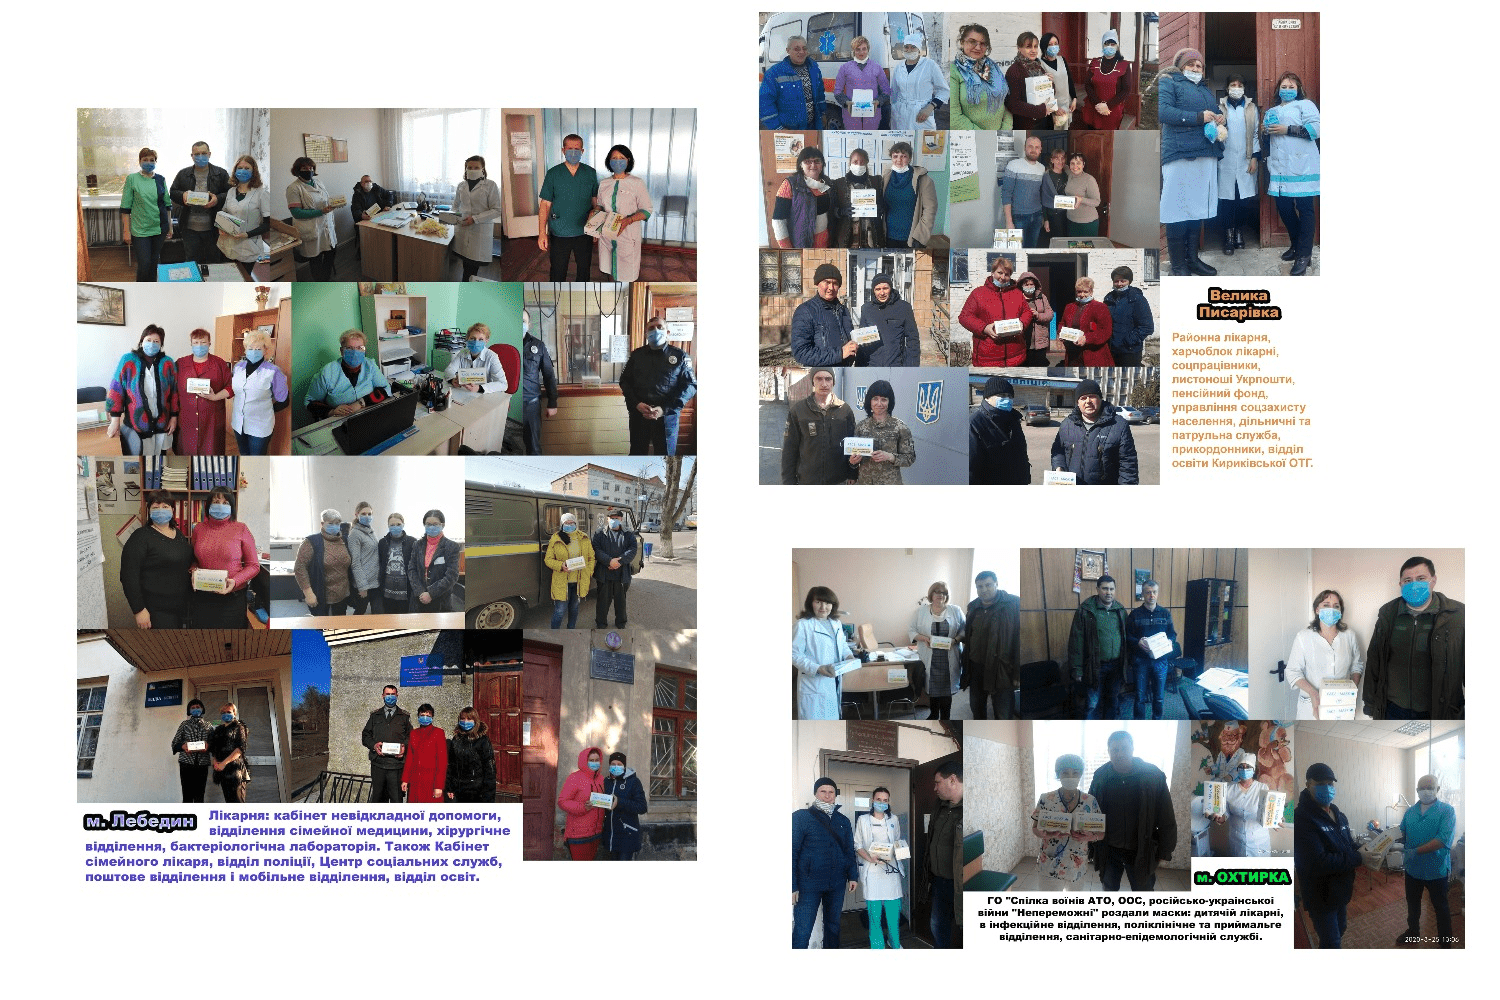 м. Лебедин
Лікарня: кабінет невідкладної допомоги,
відділення сімейної медицини, хірургічне
відділення, бактеріологічна лабораторія. Також Кабінет
сімейного лікаря, відділ поліції, Центр соціальних служб,
поштове відділення і мобільне відділення, відділ освіт.
Велика
Писарівка
Районна лікарня,
харчоблок лікарні,
соцпрацівники,
листоноші Укрпошти,
пенсійний фонд,
управління соцзахисту
населення, дільничні та
патрульна служба,
прикордонники, відділ
освіти Кириківської ОТГ.
м. ОХТИРКА
ГО "Спілка воїнів АТО, ООС, російсько-української
війни "Непереможні" роздали маски: дитячій лікарні,
в інфекційне відділення, поліклінічне та приймальге
відділення, санітарно-епідемологічній службі.
2020-3-25 13:06